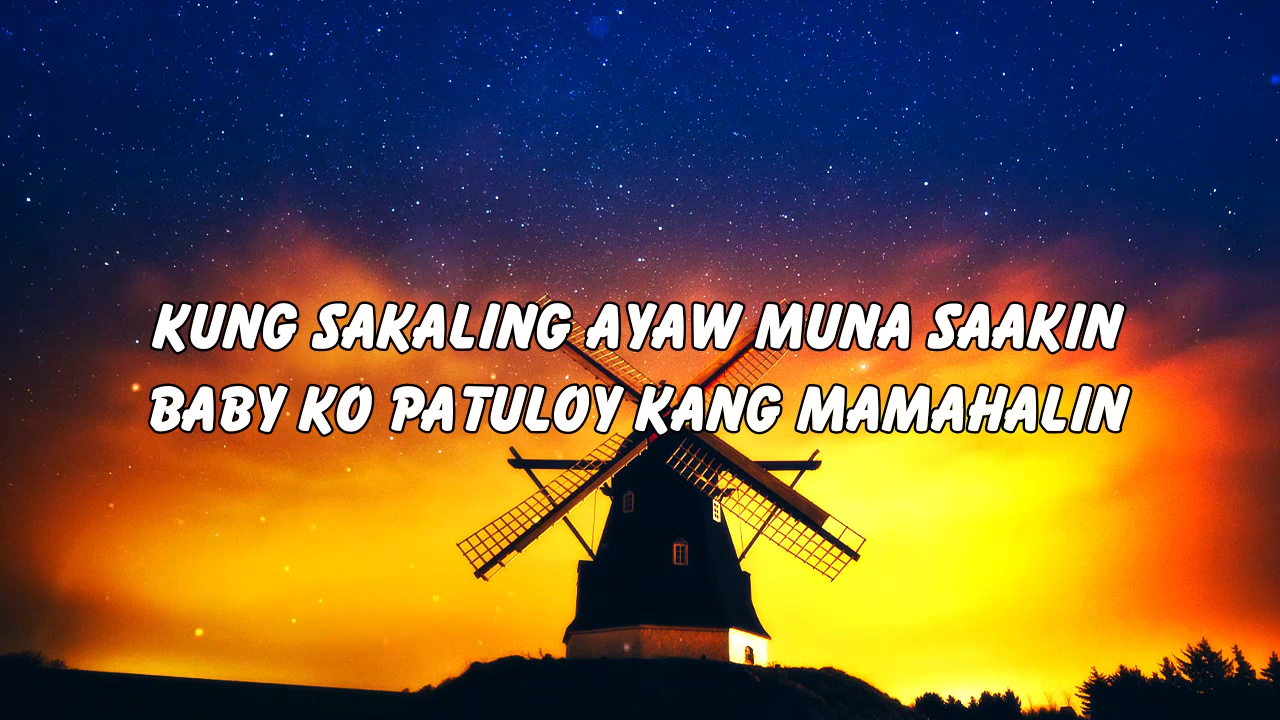 KUNG SAKALING AYAW MUNA SAAKIN
BABY KO PATULOY KANG MAMAHALIN